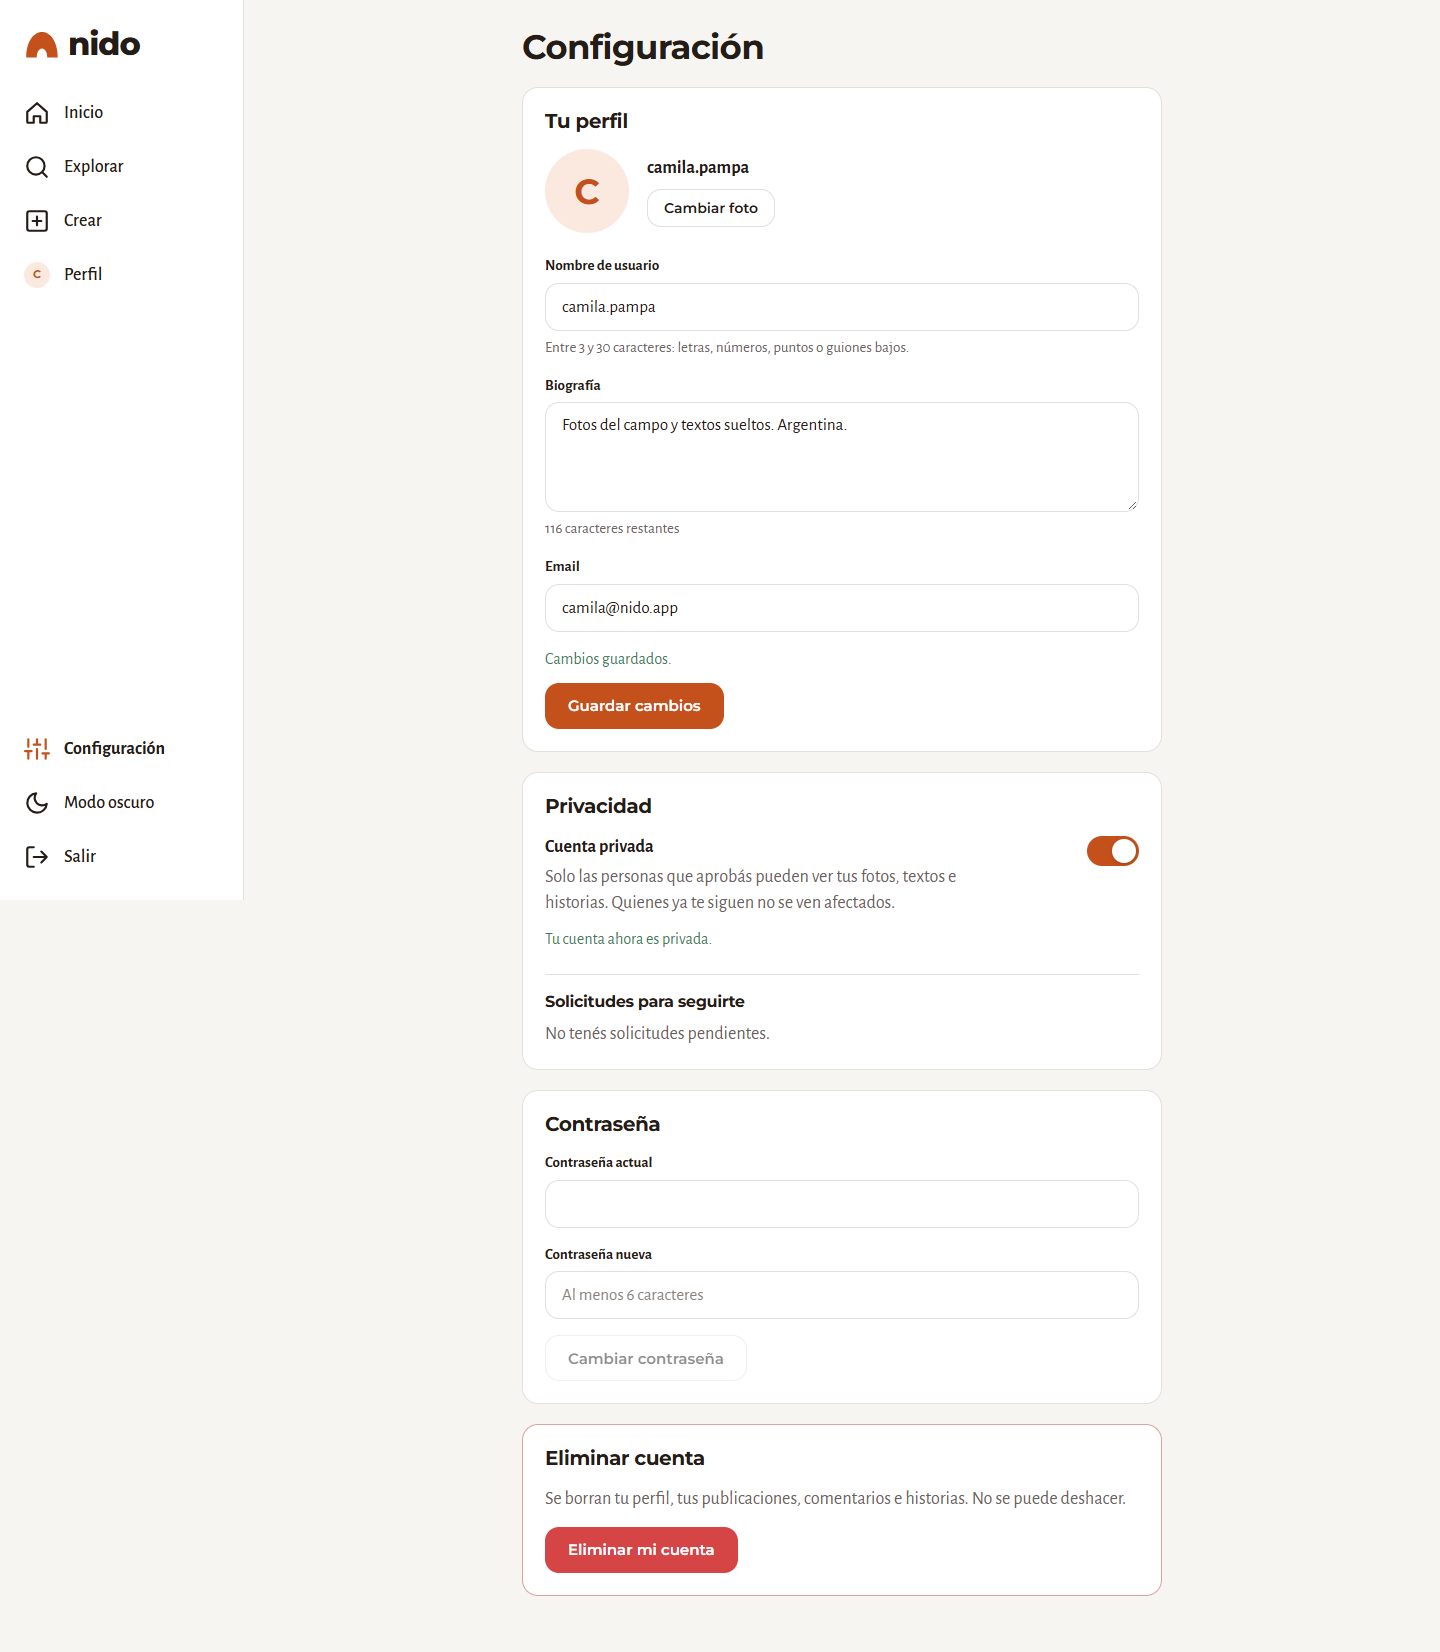 nido
Inicio
Explorar
Crear
C
Perfil
Configuración
Modo oscuro
Salir
Configuración
Tu perfil
C
camila.pampa
Cambiar foto
Nombre de usuario
camila.pampa
Entre 3 y 30 caracteres: letras, números, puntos o guiones bajos.
Biografía
Fotos del campo y textos sueltos. Argentina.
116 caracteres restantes
Email
camila@nido.app
Cambios guardados.
Guardar cambios
Privacidad
Cuenta privada
Solo las personas que aprobás pueden ver tus fotos, textos e
historias. Quienes ya te siguen no se ven afectados.
Tu cuenta ahora es privada.
Solicitudes para seguirte
No tenés solicitudes pendientes.
Contraseña
Contraseña actual
Contraseña nueva
Al menos 6 caracteres
Cambiar contraseña
Eliminar cuenta
Se borran tu perfil, tus publicaciones, comentarios e historias. No se puede deshacer.
Eliminar mi cuenta